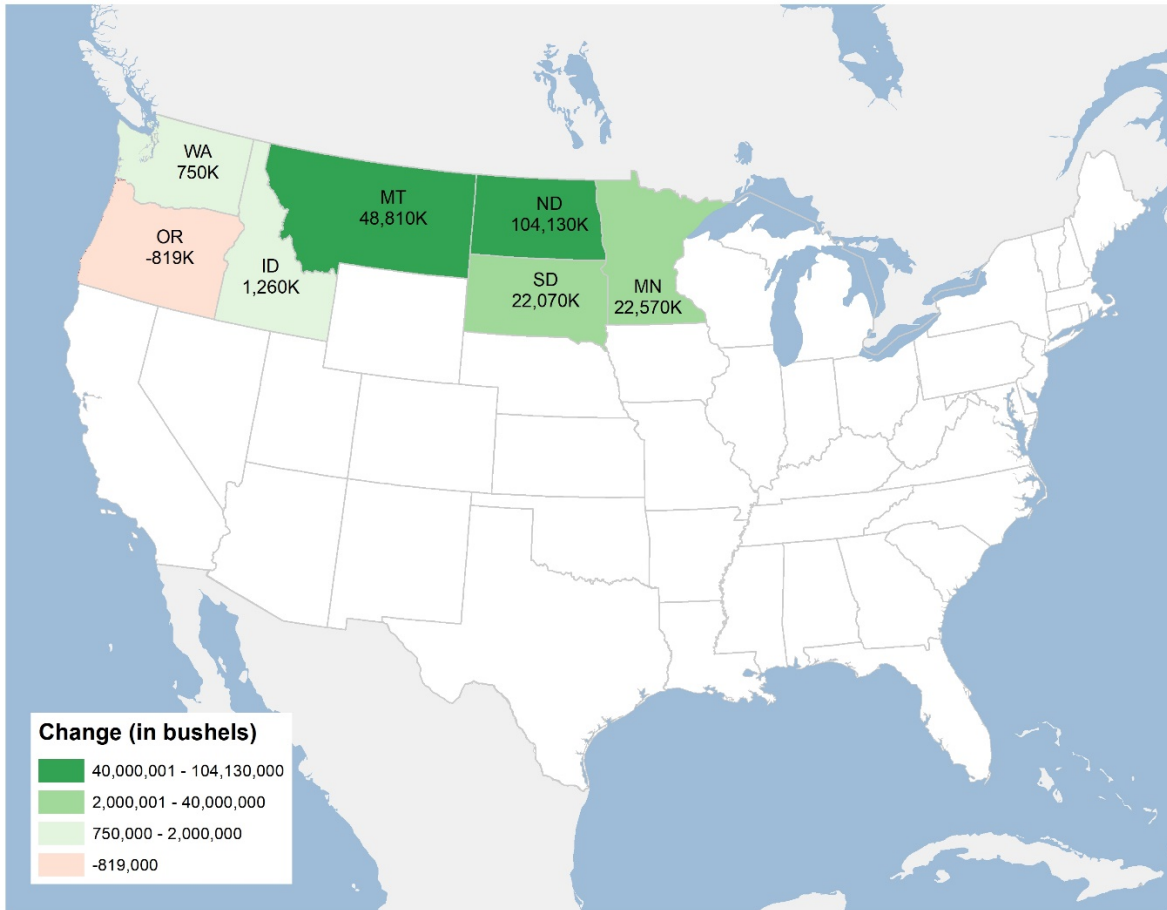 WA
750K
MT
48,810K
ND
104,130K
OR
-819K
ID
1,260K
SD
22,070K
MN
22,570K
Change (in bushels)
40,000,001 - 104,130,000
2,000,001 - 40,000,000
750,000 - 2,000,000
-819,000